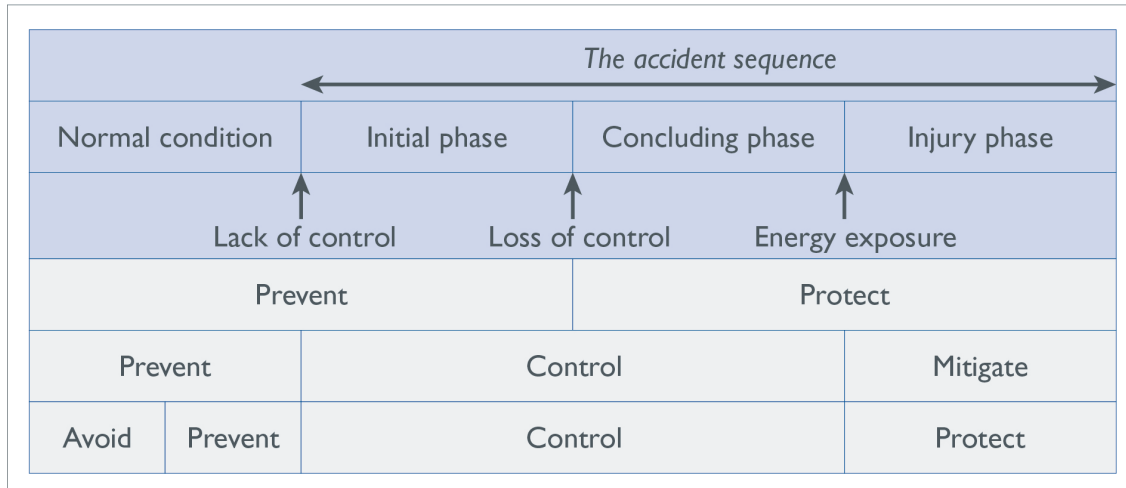 The accident sequence
Normal condition Initial phase Concluding phase Injury phase
Lack of control Loss of control Energy exposure
Prevent Protect
Prevent Control Mitigate
Avoid Prevent Control Protect